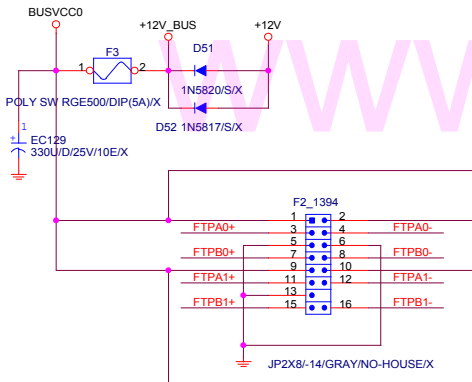 BUSVCC0
+12V_BUS
+12V
F3
D51
1
2
1N5820/S/X
POLY SW RGE500/DIP(5A)/X
D52 1N5817/S/X
WWW
1
+
EC129
330U/D/25V/10E/X
F2_1394
1 2
FTPA0+ 3 4 FTPA0-
5 6
FTPB0+ 7 8 FTPB0-
9 10
FTPA1+ 11 12 FTPA1-
13
FTPB1+ 15 16 FTPB1-
JP2X8/-14/GRAY/NO-HOUSE/X